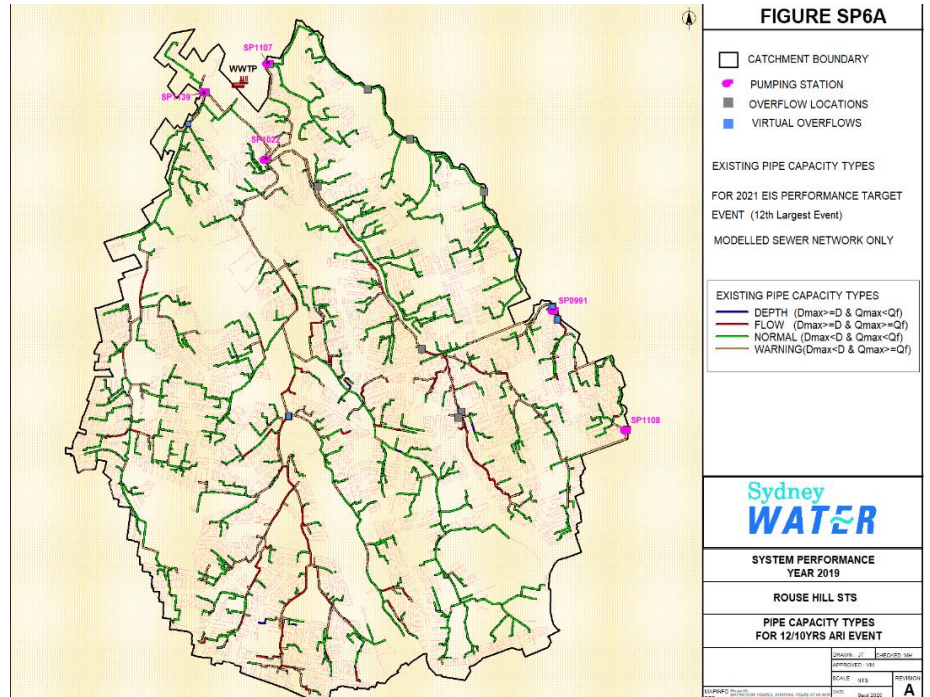 FIGURE SP6A
CATCHMENT BOUNDARY
PUMPING STATION
OVERFLOW LOCATIONS
VIRTUAL OVERFLOWS
EXISTING PIPE CAPACITY TYPES
FOR 2021 EIS PERFORMANCE TARGET
EVENT (12th Largest Event)
MODELLED SEWER NETWORK ONLY
EXISTING PIPE CAPACITY TYPES
DEPTH (Dmax>=D & Qmax<Qf)
FLOW (Dmax>=D & Qmax>=Qf)
NORMAL (Dmax<D & Qmax<Qf)
WARNING(Dmax<D & Qmax>=Qf)
SP1107
WWTP
SP1139
SP1022
SP0991
SP1108
Sydney
WATER
SYSTEM PERFORMANCE
YEAR 2019
ROUSE HILL STS
PIPE CAPACITY TYPES
FOR 12/10YRS ARI EVENT
DRAWN : JT CHECKED: MH
APPROVED : VM
SCALE NTS REVISION
DATE Sept 2020 A